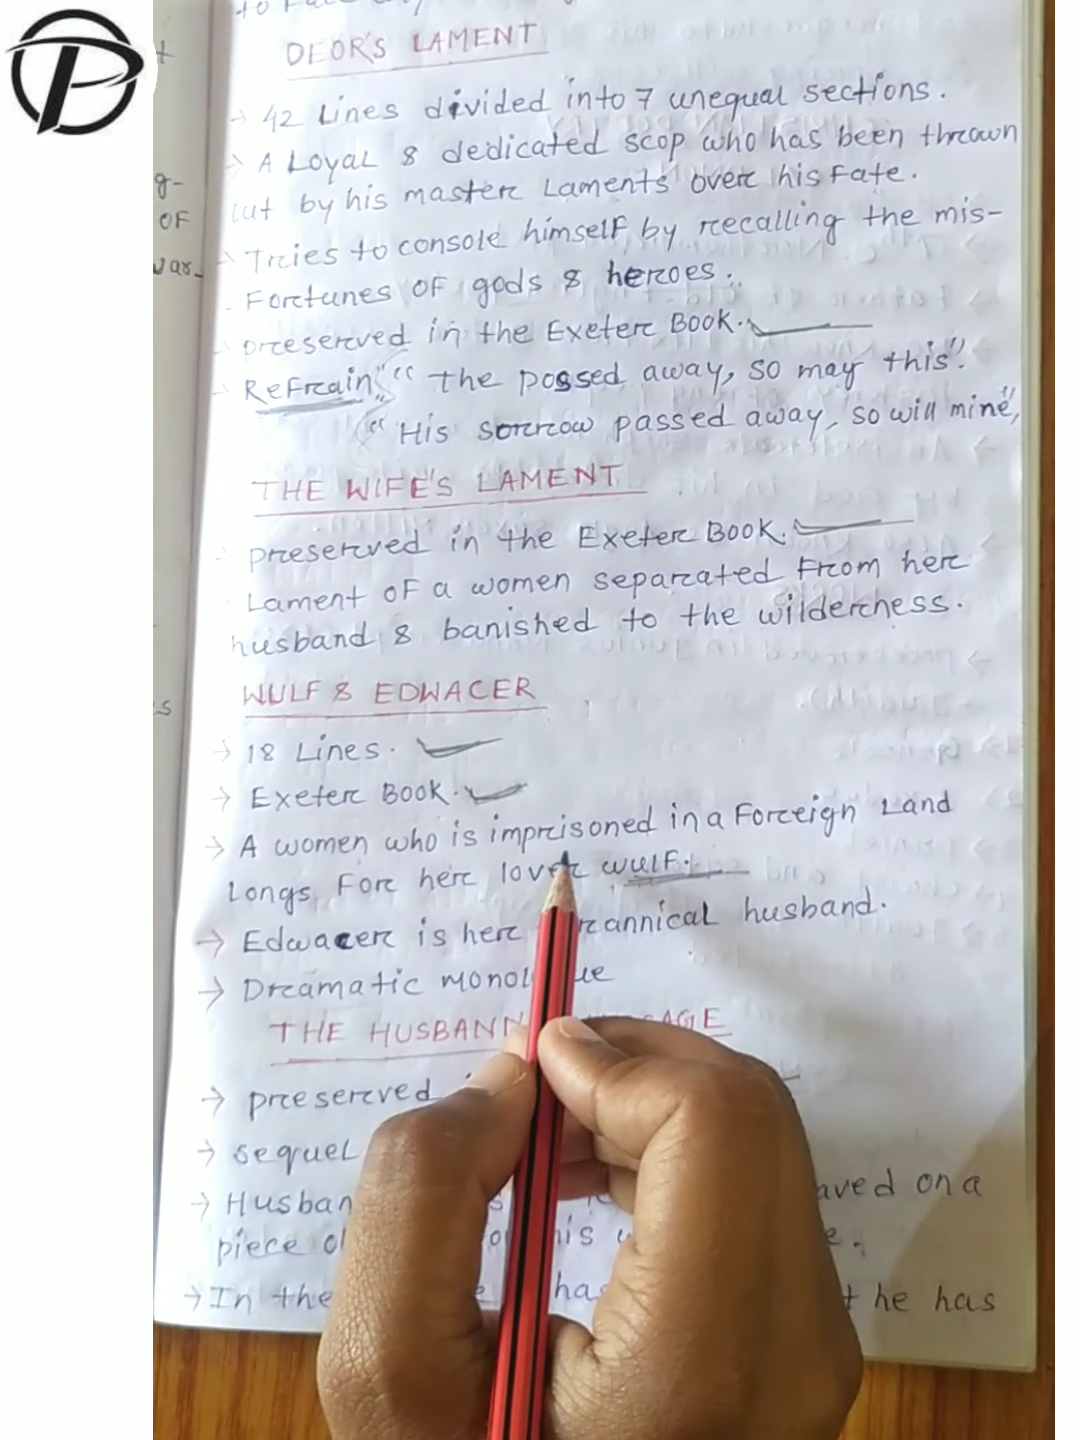 DEOR'S LAMENT
→ 42 Lines divided into 7 unequal sections.
→ A Loyal & dedicated scop who has been thrown
out by his master Laments over his Fate.
→ Tries to console himself by recalling the mis-
Fortunes of gods & heroes.
preserved in the Exeter Book.
ReFrain, "the passed away, so may this".
"His sorrow passed away, so will mine,"
THE WIFE'S LAMENT
preserved in the Exeter Book.
Lament of a women separated From her
husband & banished to the wilderness.
WULF & EDWACER
→ 18 Lines.
→ Exeter Book.
→ A women who is imprisoned in a Foreign Land
Longs For her lover wulF.
→ Edwacer is her husband.
→ Dramatic
THE
→ preserved
→ sequel
→ on a
piece
→ In the he has
g-
OF
war-
P